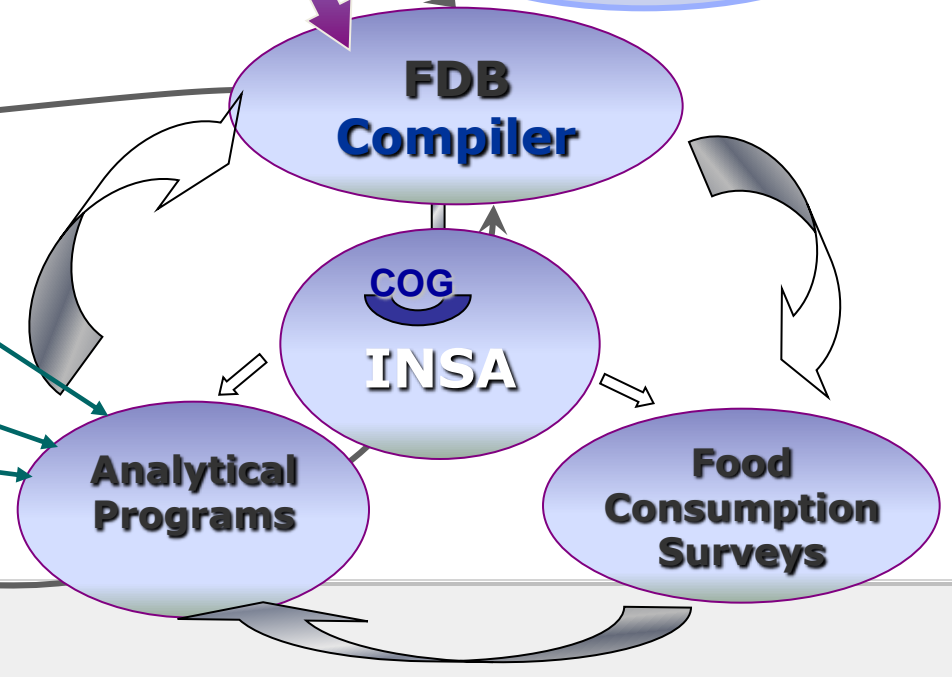 FDB
Compiler
COG
INSA
Analytical
Programs
Food
Consumption
Surveys